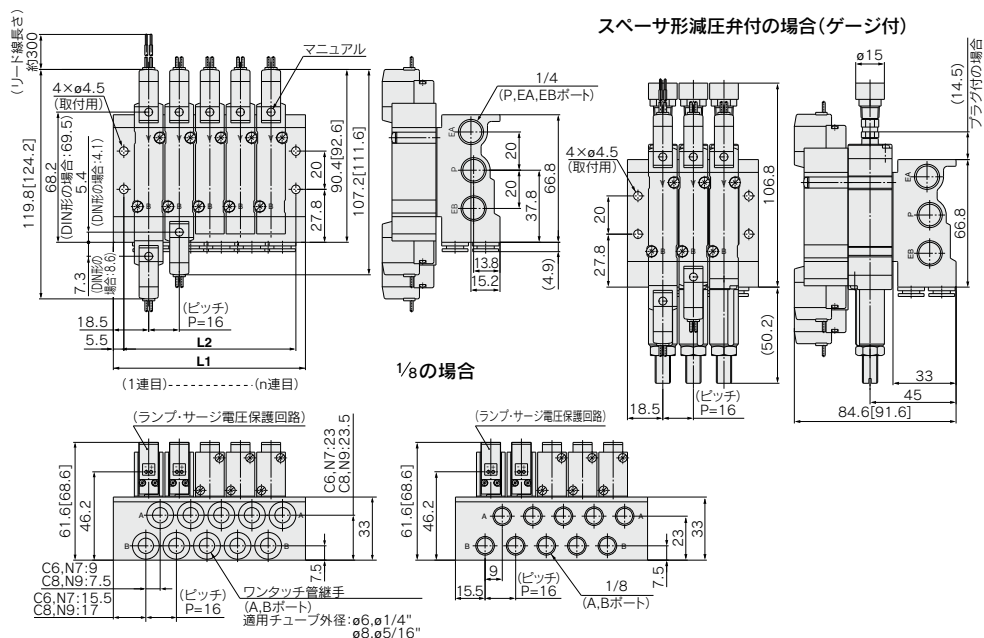 スペーサ形減圧弁付の場合(ゲージ付)
(リード線長さ)
約300
マニュアル
4×ø4.5
(取付用)
1/4
(P,EA,EBポート)
119.8[124.2]
68.2
(DIN形の場合:69.5)
5.4
(DIN形の場合:4.1)
7.3
(DIN形の
場合:8.6)
V
V
V
V
V
B
B
B
B
B
20
27.8
90.4[92.6]
107.2[111.6]
EA
P
EB
20
20
37.8
66.8
(4.9)
13.8
15.2
18.5
5.5
(ピッチ)
P=16
L2
L1
(1連目)
(n連目)
ø15
(14.5)
プラグ付の場合
4×ø4.5
(取付用)
20
27.8
V
V
V
B
B
B
106.8
(50.2)
18.5
(ピッチ)
P=16
EA
P
EB
66.8
33
45
84.6[91.6]
1/8の場合
(ランプ・サージ電圧保護回路)
61.6[68.6]
46.2
C6,N7:23
C8,N9:23.5
33
7.5
A
A
B
B
C6,N7:9
C8,N9:7.5
C6,N7:15.5
C8,N9:17
(ピッチ)
P=16
ワンタッチ管継手
(A,Bポート)
適用チューブ外径:ø6,ø1/4"
ø8,ø5/16"
(ランプ・サージ電圧保護回路)
61.6[68.6]
46.2
A
A
B
B
23
33
7.5
9
15.5
(ピッチ)
P=16
1/8
(A,Bポート)